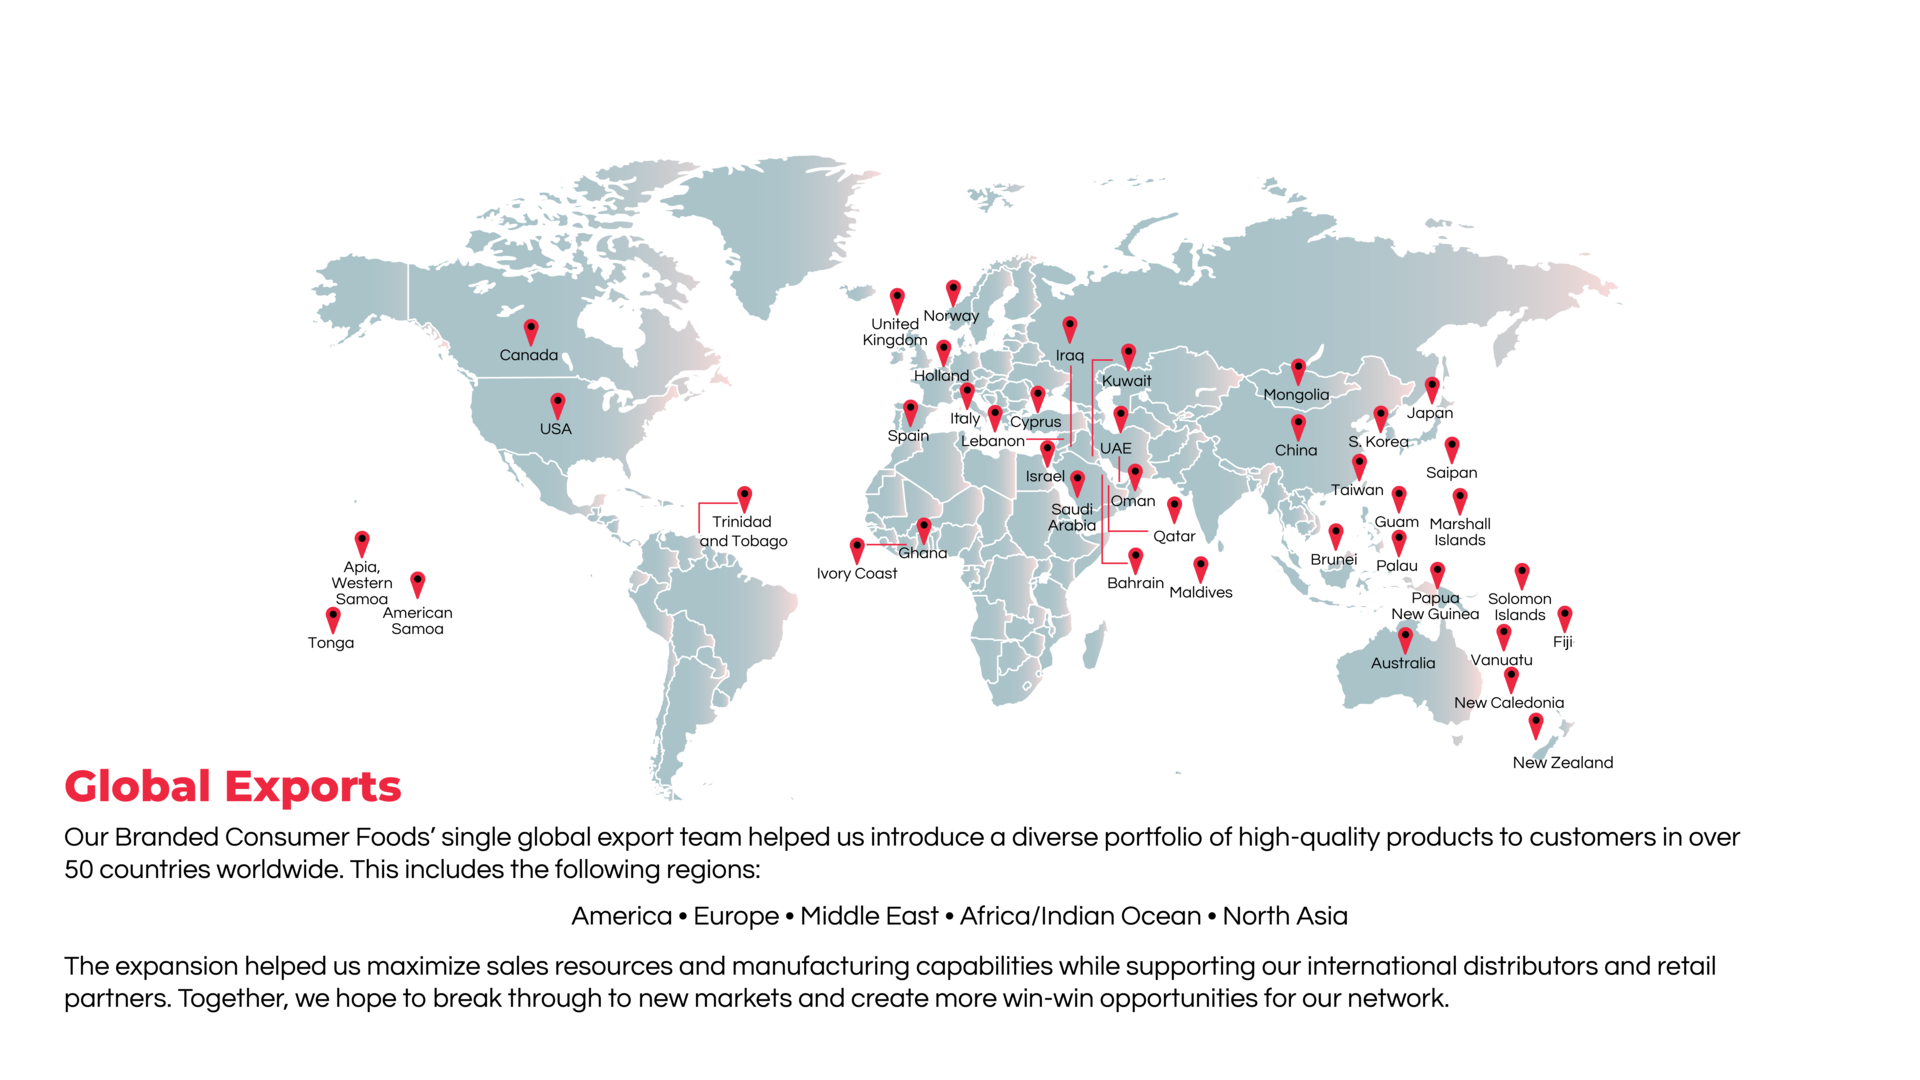 United
Kingdom
Norway
Canada
Holland
Iraq
Kuwait
Mongolia
USA
Spain
Italy
Cyprus
Lebanon
UAE
Japan
S. Korea
China
Israel
Saipan
Taiwan
Saudi
Arabia
Oman
Trinidad
and Tobago
Guam
Marshall
Islands
Qatar
Ghana
Ivory Coast
Brunei
Palau
Bahrain
Maldives
Apia,
Western
Samoa
American
Samoa
Tonga
Papua
New Guinea
Solomon
Islands
Fiji
Australia
Vanuatu
New Caledonia
New Zealand
Global Exports
Our Branded Consumer Foods’ single global export team helped us introduce a diverse portfolio of high-quality products to customers in over
50 countries worldwide. This includes the following regions:
America • Europe • Middle East • Africa/Indian Ocean • North Asia
The expansion helped us maximize sales resources and manufacturing capabilities while supporting our international distributors and retail
partners. Together, we hope to break through to new markets and create more win-win opportunities for our network.